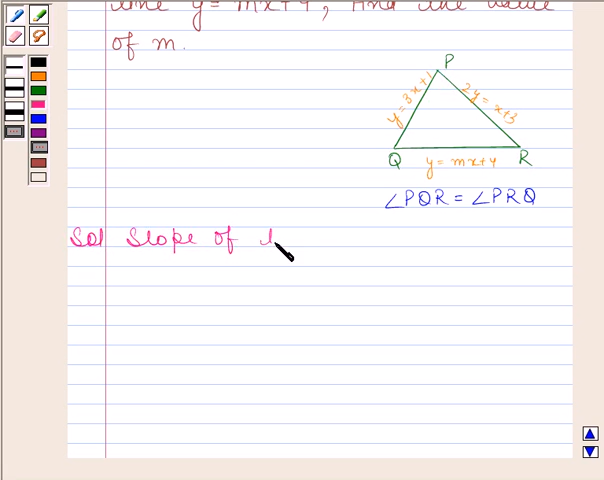 line y = mx+4, find the value
of m.
P
y = 3x+1
2y = x+3
Q
R
y = mx+4
∠PQR = ∠PRQ
Sol Slope of l